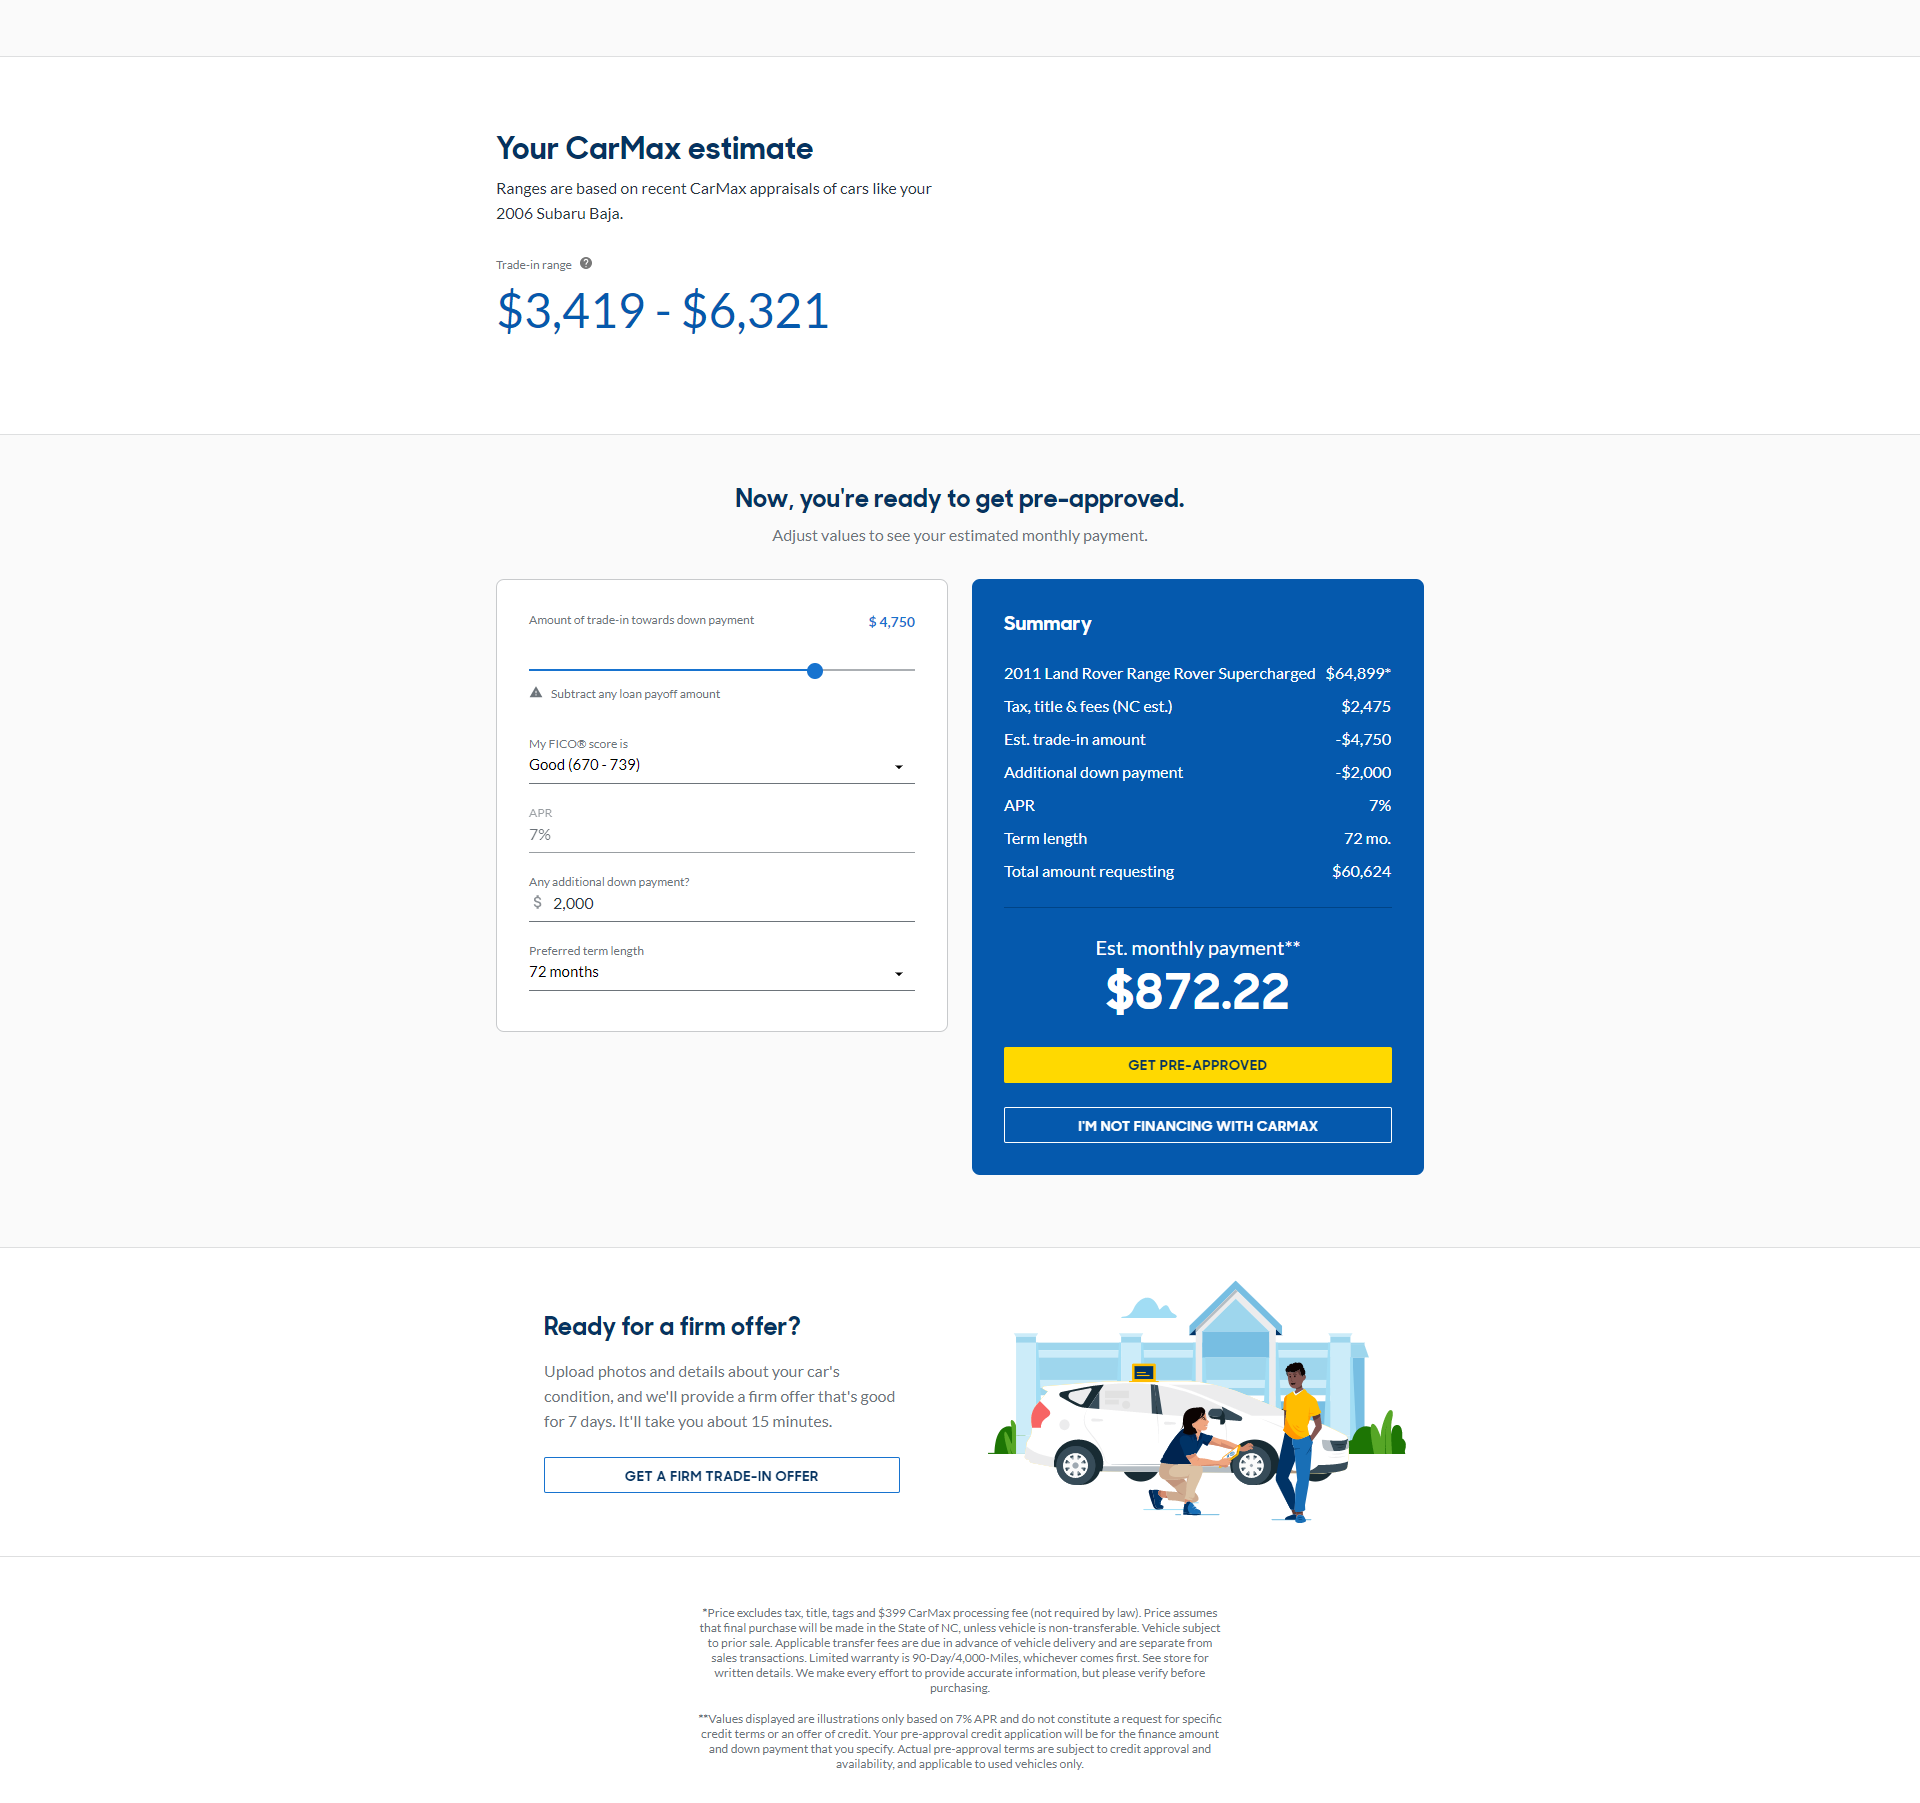 Your CarMax estimate
Ranges are based on recent CarMax appraisals of cars like your
2006 Subaru Baja.
Trade-in range
$3,419 - $6,321
Now, you're ready to get pre-approved.
Adjust values to see your estimated monthly payment.
Amount of trade-in towards down payment $ 4,750
Subtract any loan payoff amount
My FICO® score is
Good (670 - 739)
APR
7%
Any additional down payment?
$ 2,000
Preferred term length
72 months
Summary
2011 Land Rover Range Rover Supercharged $64,899*
Tax, title & fees (NC est.) $2,475
Est. trade-in amount -$4,750
Additional down payment -$2,000
APR 7%
Term length 72 mo.
Total amount requesting $60,624
Est. monthly payment**
$872.22
GET PRE-APPROVED
I'M NOT FINANCING WITH CARMAX
Ready for a firm offer?
Upload photos and details about your car's
condition, and we'll provide a firm offer that's good
for 7 days. It'll take you about 15 minutes.
GET A FIRM TRADE-IN OFFER
*Price excludes tax, title, tags and $399 CarMax processing fee (not required by law). Price assumes
that final purchase will be made in the State of NC, unless vehicle is non-transferable. Vehicle subject
to prior sale. Applicable transfer fees are due in advance of vehicle delivery and are separate from
sales transactions. Limited warranty is 90-Day/4,000-Miles, whichever comes first. See store for
written details. We make every effort to provide accurate information, but please verify before
purchasing.
**Values displayed are illustrations only based on 7% APR and do not constitute a request for specific
credit terms or an offer of credit. Your pre-approval credit application will be for the finance amount
and down payment that you specify. Actual pre-approval terms are subject to credit approval and
availability, and applicable to used vehicles only.